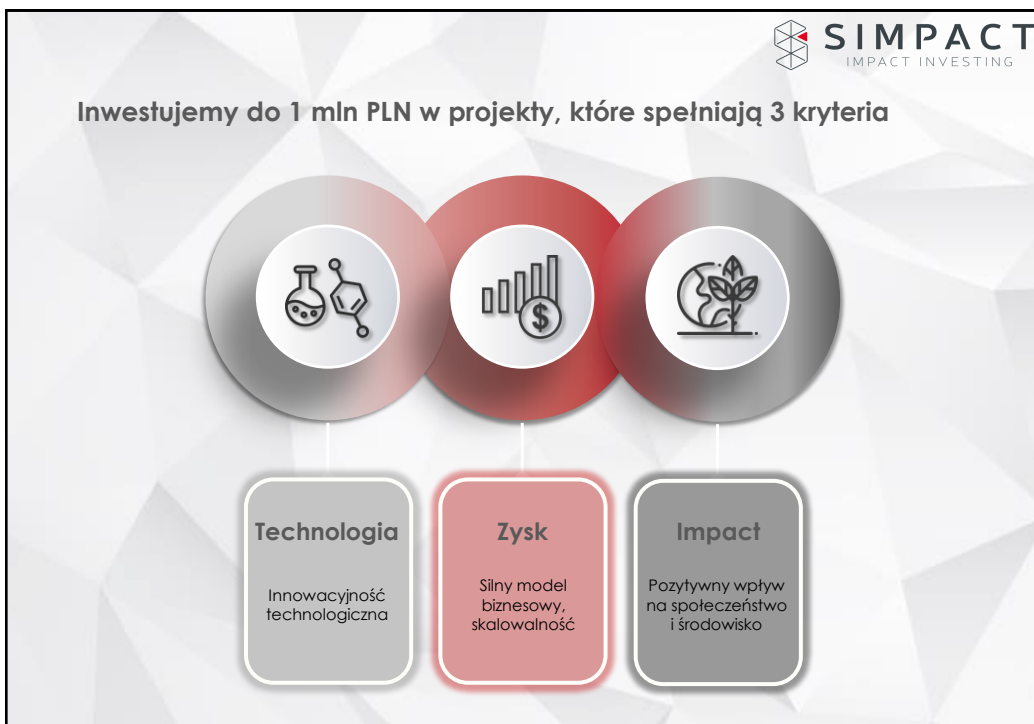 SIMPACT
IMPACT INVESTING
Inwestujemy do 1 mln PLN w projekty, które spełniają 3 kryteria
$
Technologia
Innowacyjność
technologiczna
Zysk
Silny model
biznesowy,
skalowalność
Impact
Pozytywny wpływ
na społeczeństwo
i środowisko